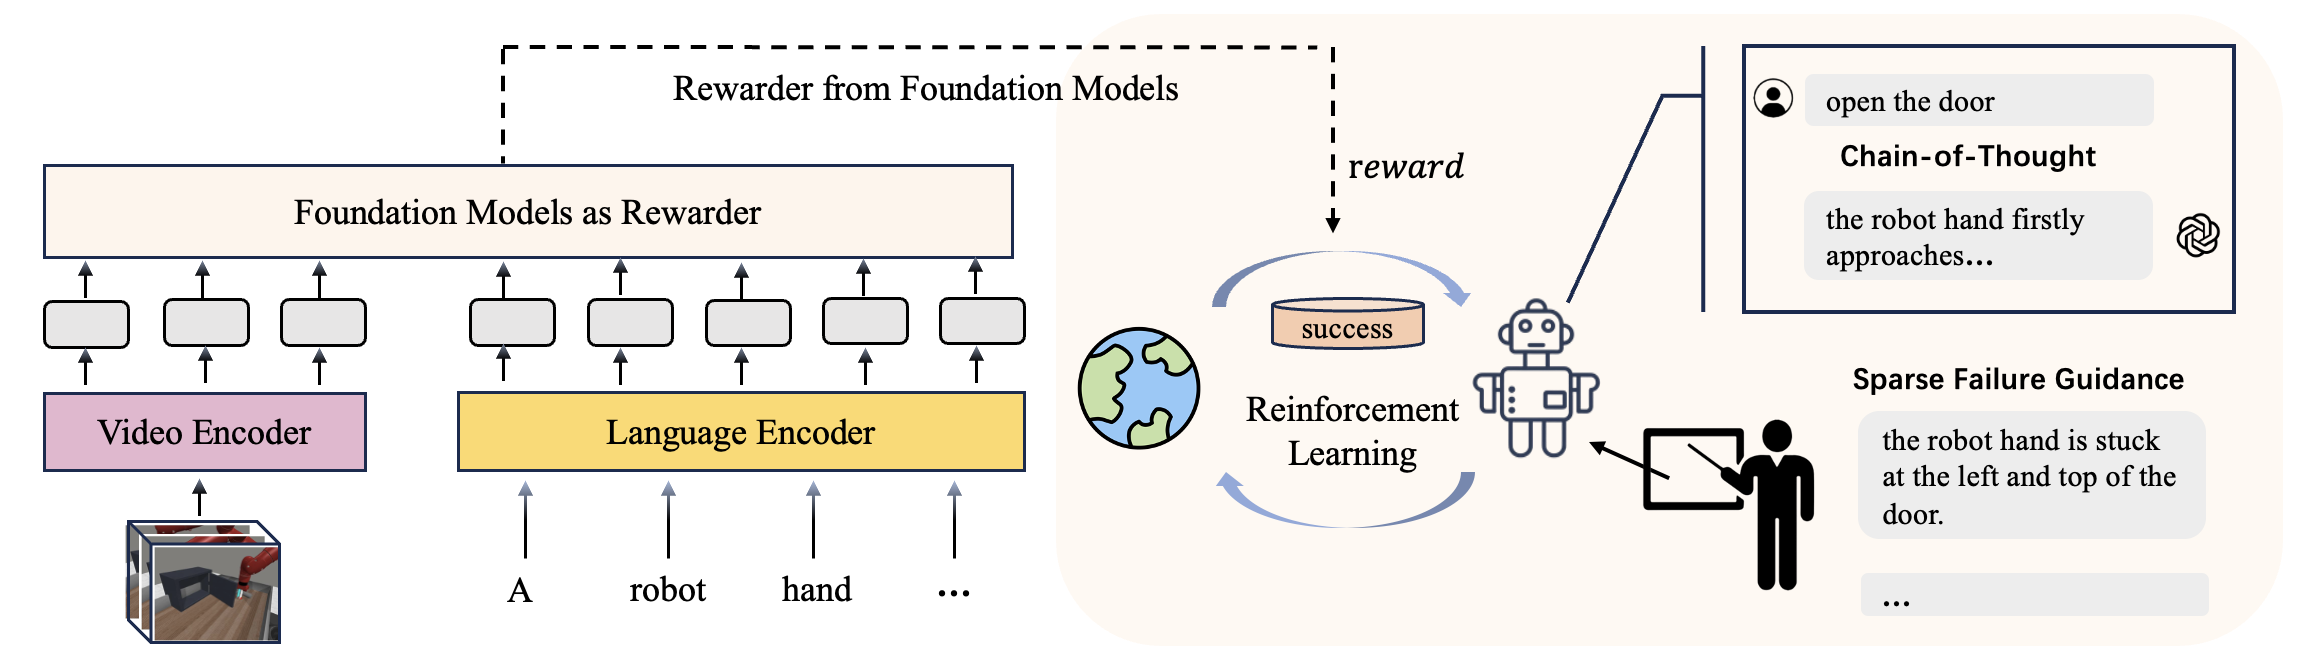 Rewarder from Foundation Models
reward
Foundation Models as Rewarder
Video Encoder
Language Encoder
A robot hand ...
success
Reinforcement
Learning
open the door
Chain-of-Thought
the robot hand firstly
approaches...
Sparse Failure Guidance
the robot hand is stuck
at the left and top of the
door.
...